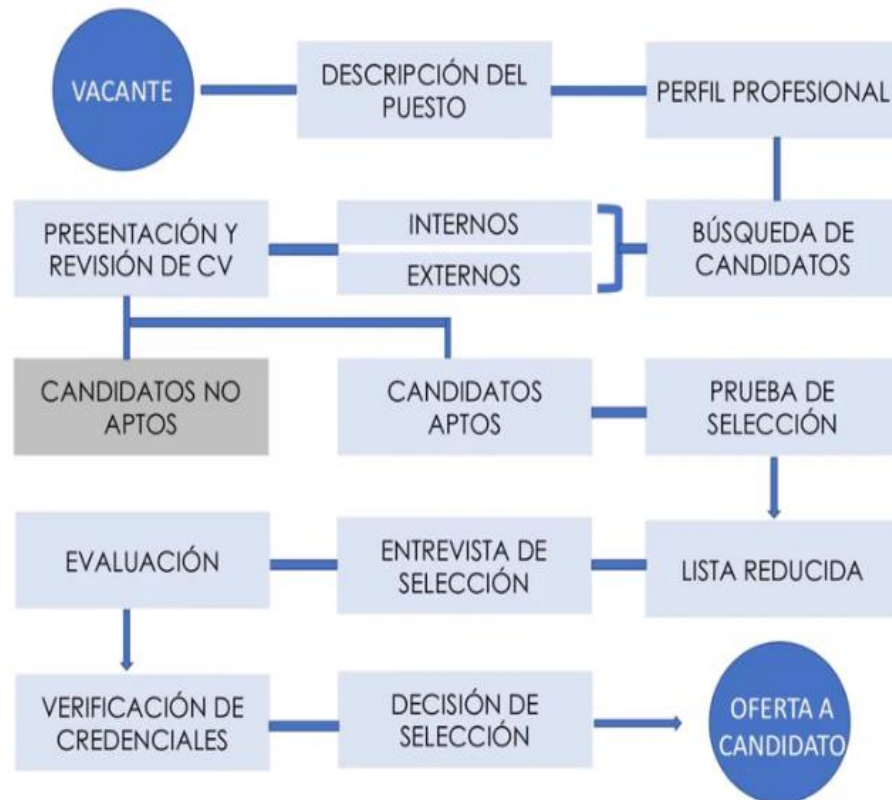 VACANTE
DESCRIPCIÓN DEL
PUESTO
PERFIL PROFESIONAL
BÚSQUEDA DE
CANDIDATOS
INTERNOS
EXTERNOS
PRESENTACIÓN Y
REVISIÓN DE CV
CANDIDATOS NO
APTOS
CANDIDATOS
APTOS
PRUEBA DE
SELECCIÓN
LISTA REDUCIDA
ENTREVISTA DE
SELECCIÓN
EVALUACIÓN
VERIFICACIÓN DE
CREDENCIALES
DECISIÓN DE
SELECCIÓN
OFERTA A
CANDIDATO